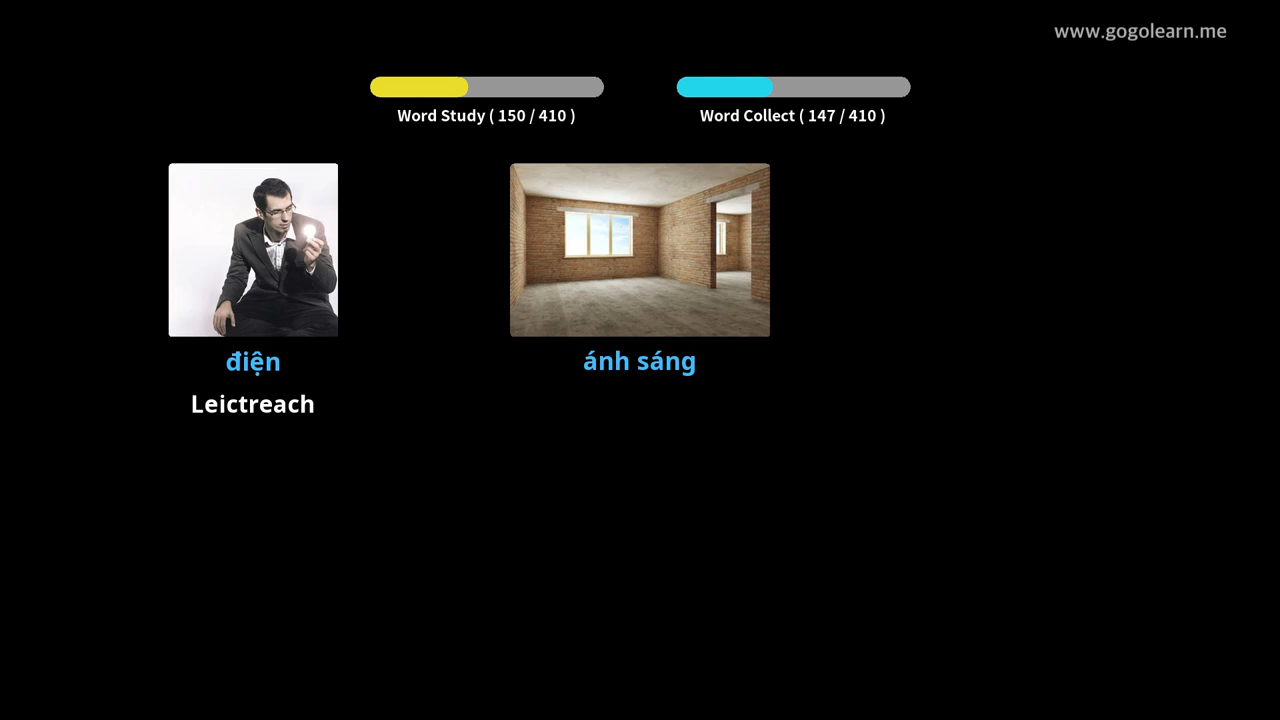 www.gogolearn.me
Word Study ( 150 / 410 )
Word Collect ( 147 / 410 )
điện
ánh sáng
Leictreach